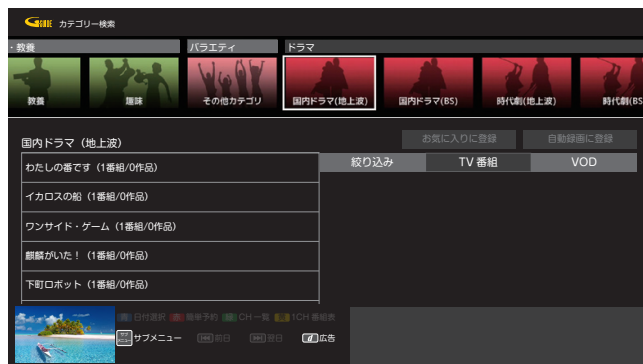 GGUIDE カテゴリー検索
・教養 バラエティ ドラマ
教養 趣味 その他カテゴリ 国内ドラマ(地上波) 国内ドラマ(BS) 時代劇(地上波) 時代劇(BS
国内ドラマ（地上波） お気に入りに登録 自動録画に登録
絞り込み TV 番組 VOD
わたしの番です（1番組/0作品）
イカロスの船（1番組/0作品）
ワンサイド・ゲーム（1番組/0作品）
麒麟がいた！（1番組/0作品）
下町ロボット（1番組/0作品）
青 日付選択 赤 簡単予約 緑 CH 一覧 黄 1CH 番組表
サブメニュー 前日 翌日 d 広告